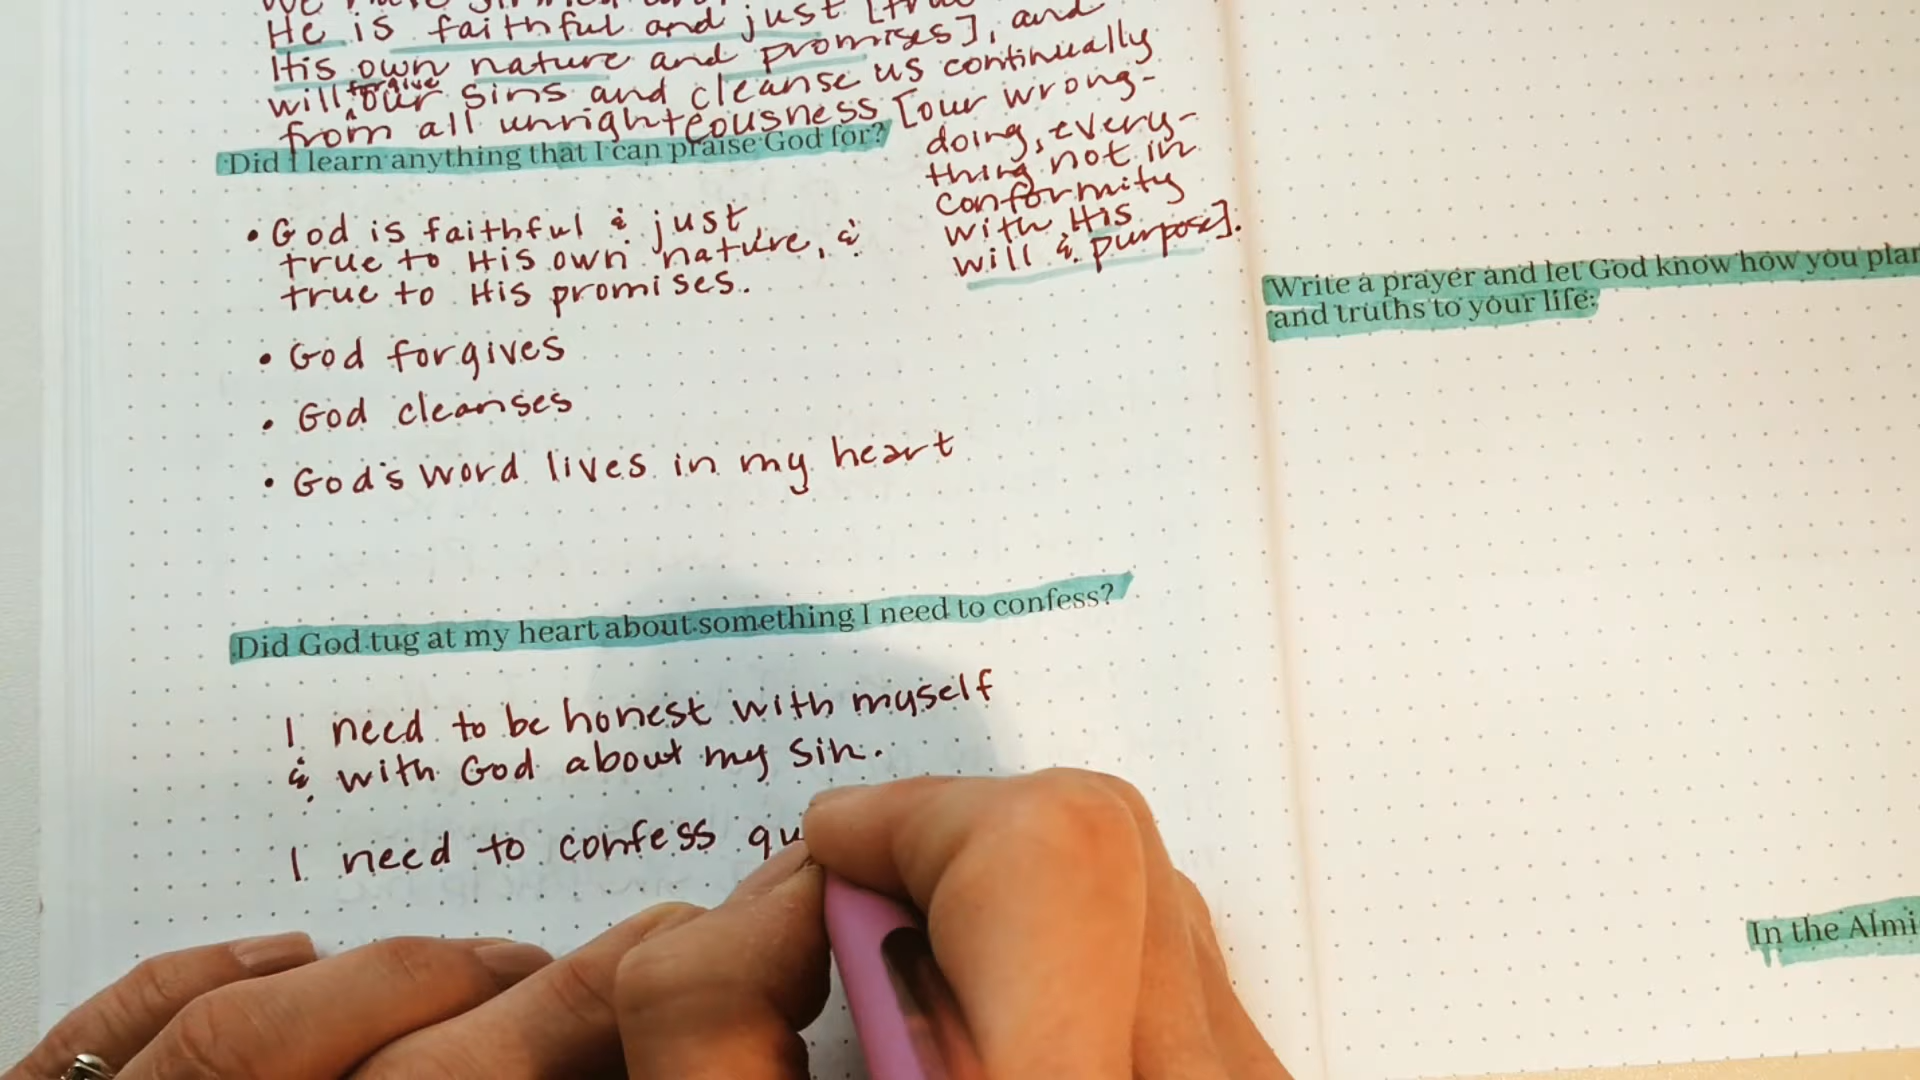 He is faithful and just
His own nature and promises], and
will forgive our sins and cleanse us continually
from all unrighteousness [our wrong-
doing, every-
thing not in
conformity
with His
will & purpose].
Did I learn anything that I can praise God for?
• God is faithful & just
true to His own nature, &
true to His promises.
• God forgives
• God cleanses
• God's word lives in my heart
Did God tug at my heart about something I need to confess?
I need to be honest with myself
& with God about my sin.
I need to confess
Write a prayer and let God know how you
and truths to your life:
In the